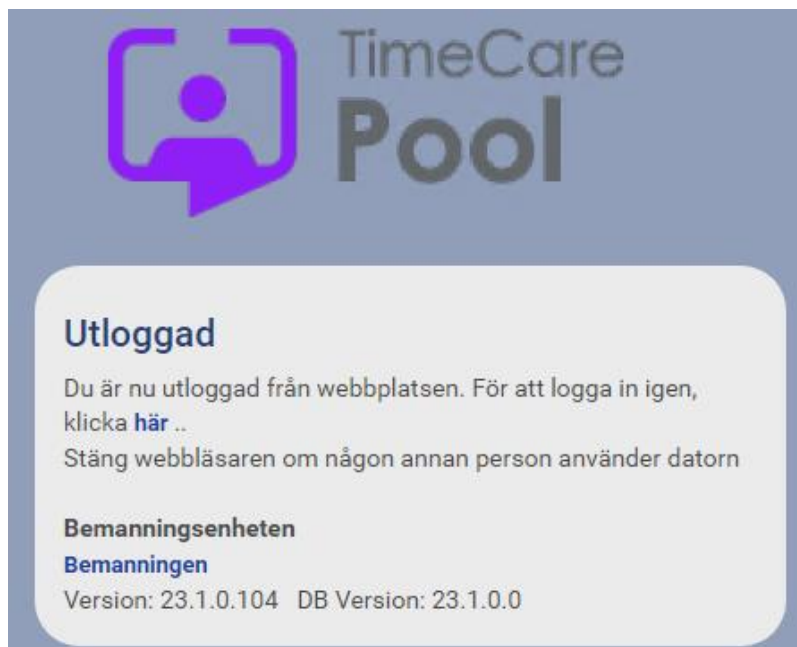 TimeCare
Pool
Utloggad
Du är nu utloggad från webbplatsen. För att logga in igen,
klicka här ..
Stäng webbläsaren om någon annan person använder datorn
Bemanningsenheten
Bemanningen
Version: 23.1.0.104 DB Version: 23.1.0.0